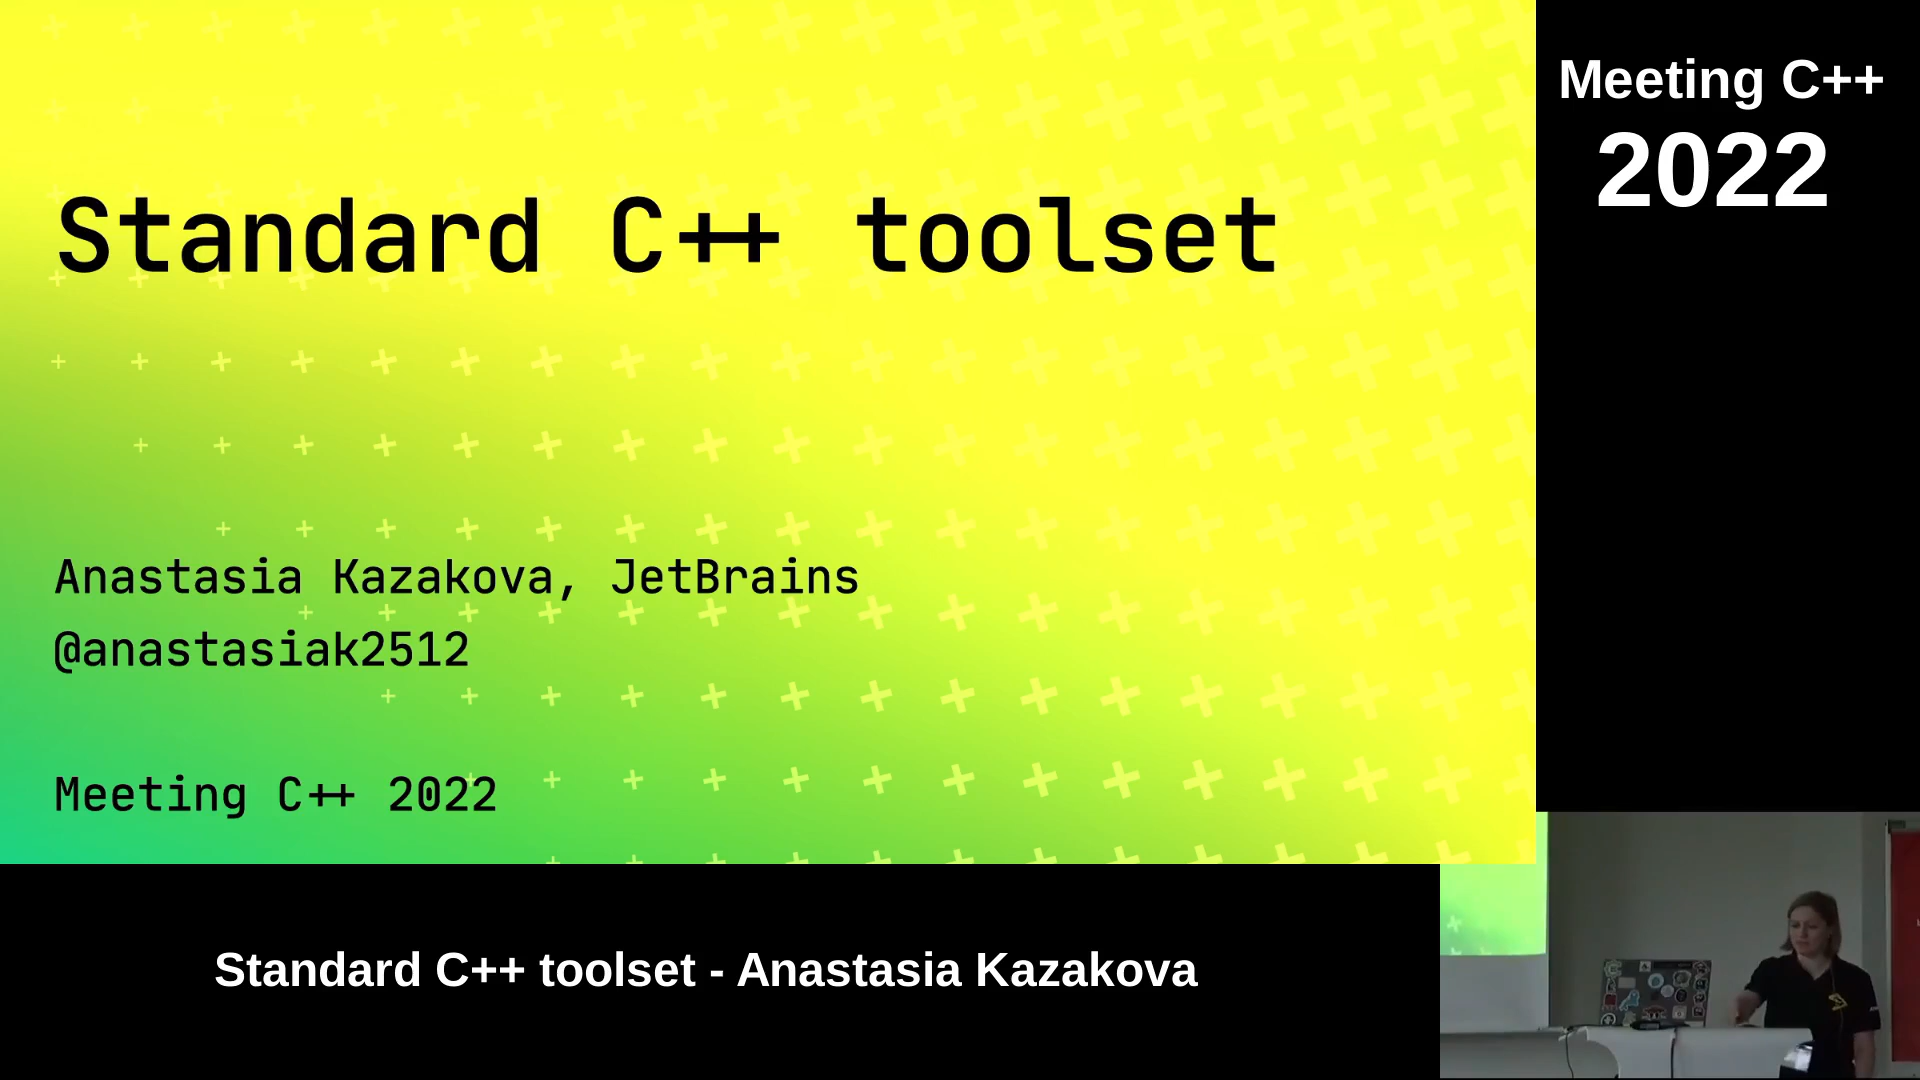 Standard C++ toolset
Anastasia Kazakova, JetBrains
@anastasiak2512
Meeting C++ 2022
Meeting C++
2022
Standard C++ toolset - Anastasia Kazakova